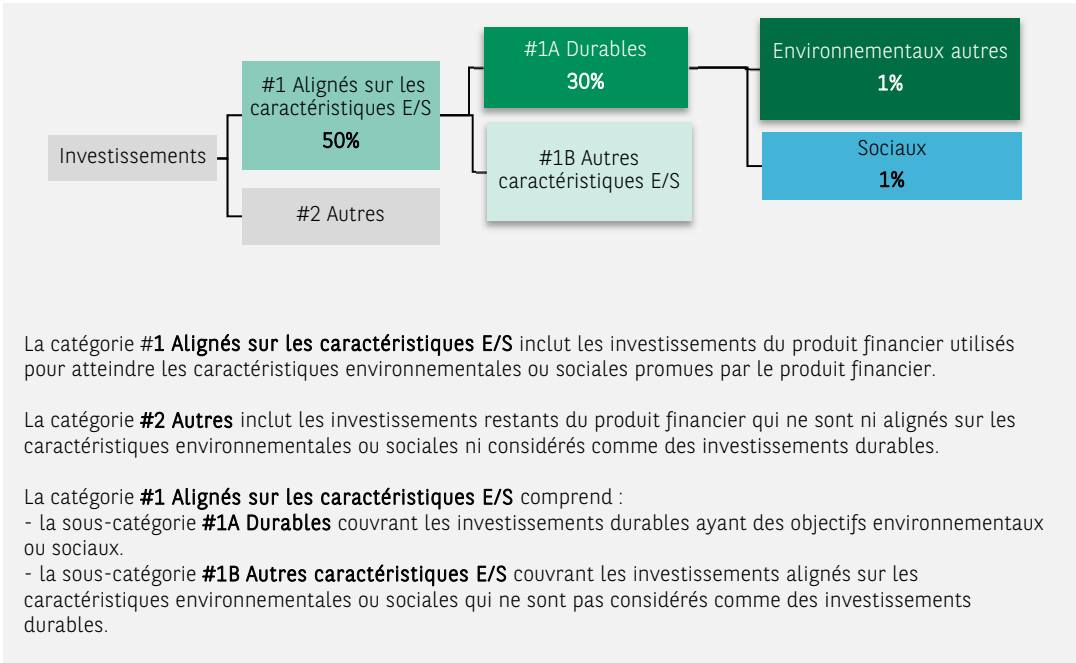 Investissements
#1 Alignés sur les
caractéristiques E/S
50%
#2 Autres
#1A Durables
30%
#1B Autres
caractéristiques E/S
Environnementaux autres
1%
Sociaux
1%
La catégorie #1 Alignés sur les caractéristiques E/S inclut les investissements du produit financier utilisés
pour atteindre les caractéristiques environnementales ou sociales promues par le produit financier.
La catégorie #2 Autres inclut les investissements restants du produit financier qui ne sont ni alignés sur les
caractéristiques environnementales ou sociales ni considérés comme des investissements durables.
La catégorie #1 Alignés sur les caractéristiques E/S comprend :
- la sous-catégorie #1A Durables couvrant les investissements durables ayant des objectifs environnementaux
ou sociaux.
- la sous-catégorie #1B Autres caractéristiques E/S couvrant les investissements alignés sur les
caractéristiques environnementales ou sociales qui ne sont pas considérés comme des investissements
durables.